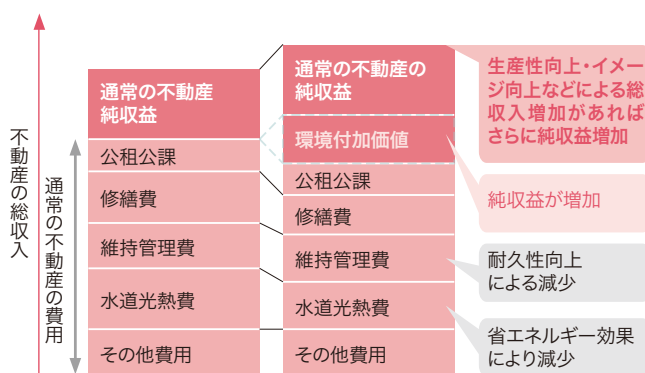 不動産の総収入
通常の不動産の費用
通常の不動産
純収益
公租公課
修繕費
維持管理費
水道光熱費
その他費用
通常の不動産の
純収益
環境付加価値
公租公課
修繕費
維持管理費
水道光熱費
その他費用
生産性向上・イメー
ジ向上などによる総
収入増加があれば
さらに純収益増加
純収益が増加
耐久性向上
による減少
省エネルギー効果
により減少